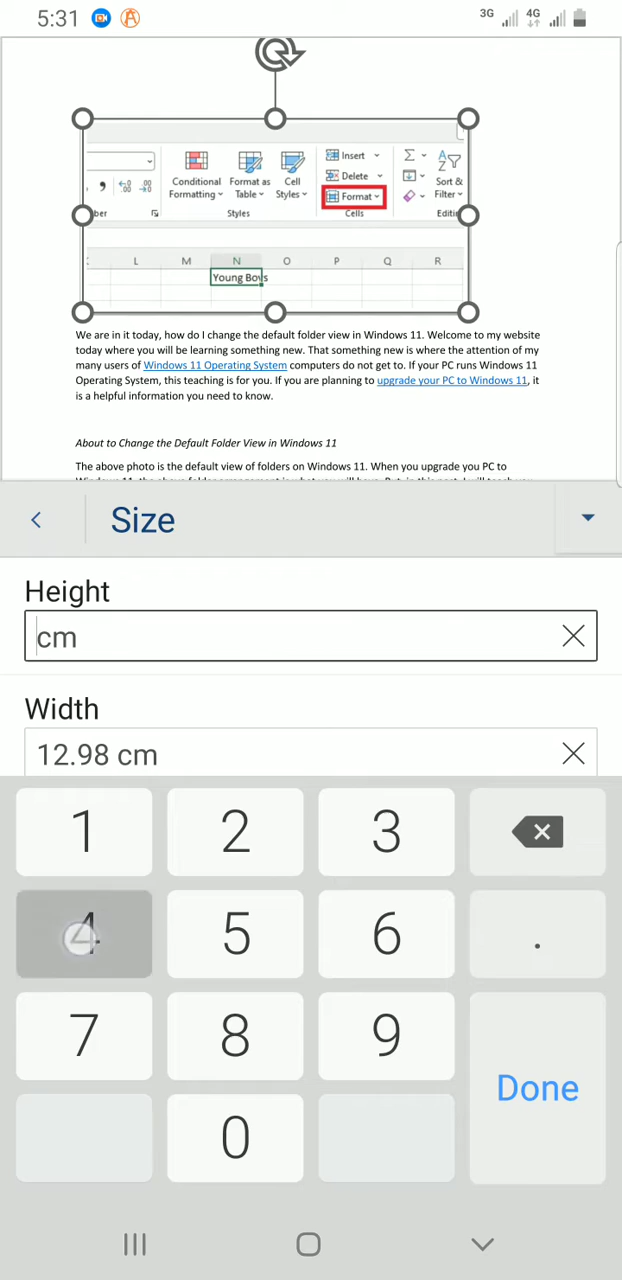 5:31
3G
4G
Insert
Σ
A
Z
,
Conditional Format as Cell
Delete
Sort &
Formatting Table Styles
Format
Filter
ber
Styles
Cells
Editi
L M N O P Q R
Young Boys
We are in it today, how do I change the default folder view in Windows 11. Welcome to my website
today where you will be learning something new. That something new is where the attention of my
many users of Windows 11 Operating System computers do not get to. If your PC runs Windows 11
Operating System, this teaching is for you. If you are planning to upgrade your PC to Windows 11, it
is a helpful information you need to know.
About to Change the Default Folder View in Windows 11
The above photo is the default view of folders on Windows 11. When you upgrade you PC to
Size
Height
cm
Width
12.98 cm
1 2 3
4 5 6 .
7 8 9
Done
0